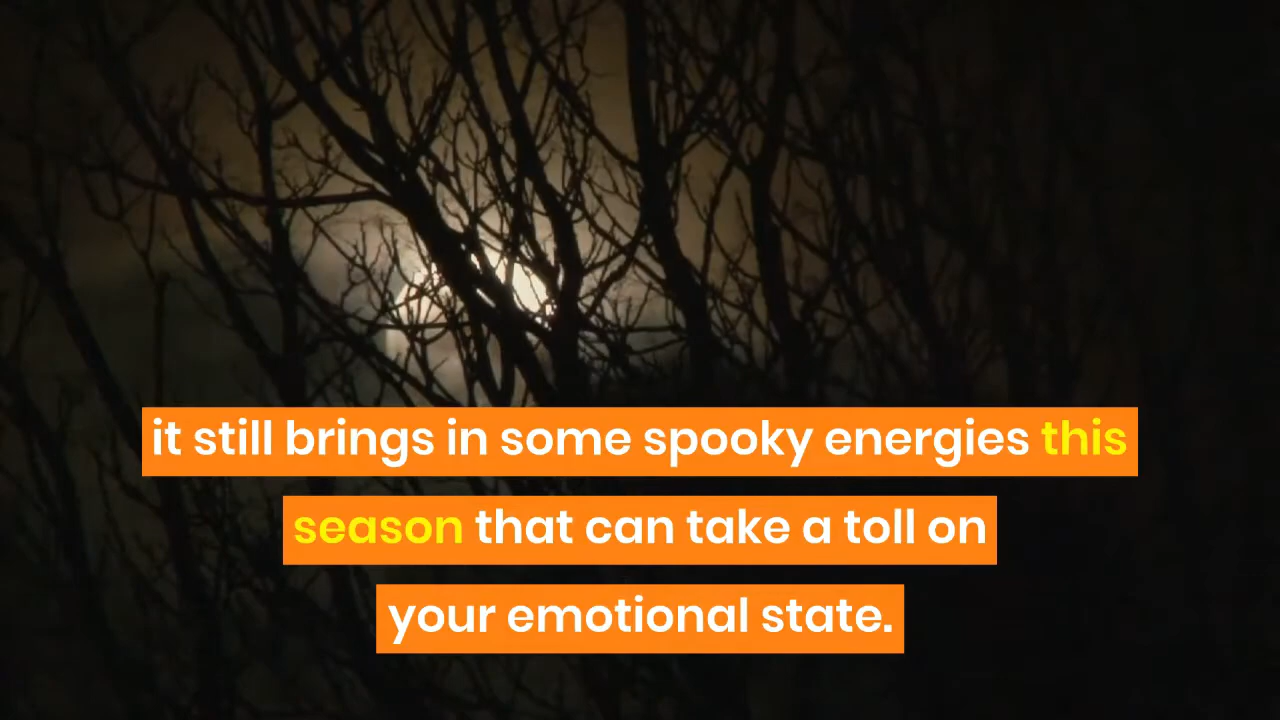 it still brings in some spooky energies this
season that can take a toll on
your emotional state.